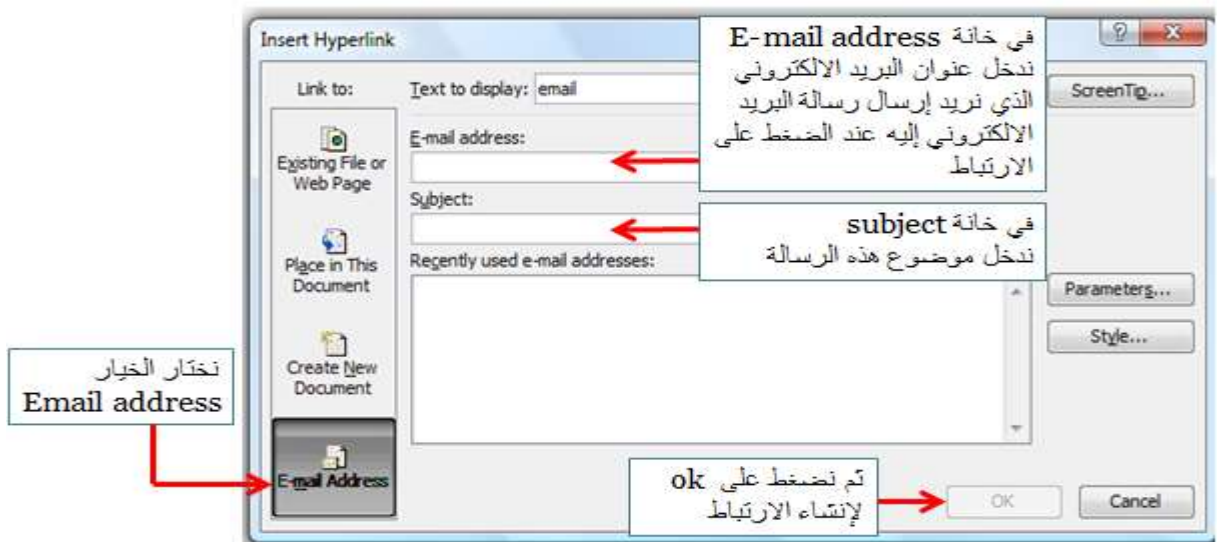 Insert Hyperlink
Link to:
Text to display: email
ScreenTip...
Existing File or
Web Page
E-mail address:
Subject:
Place in This
Document
Recently used e-mail addresses:
Parameters...
Style...
Create New
Document
E-mail Address
OK
Cancel
في خانة E-mail address
ندخل عنوان البريد الالكتروني
الذي نريد إرسال رسالة البريد
الالكتروني إليه عند الضغط على
الارتباط
في خانة subject
ندخل موضوع هذه الرسالة
نختار الخيار
Email address
ثم نضغط على ok
لإنشاء الارتباط